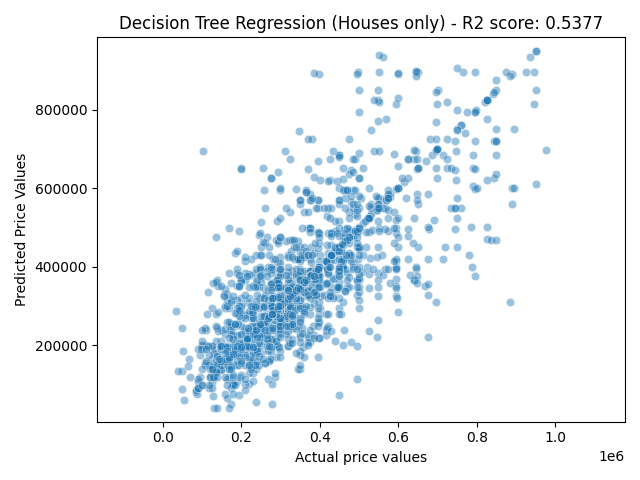 Decision Tree Regression (Houses only) - R2 score: 0.5377
800000
600000
400000
200000
Predicted Price Values
0.0 0.2 0.4 0.6 0.8 1.0
1e6
Actual price values